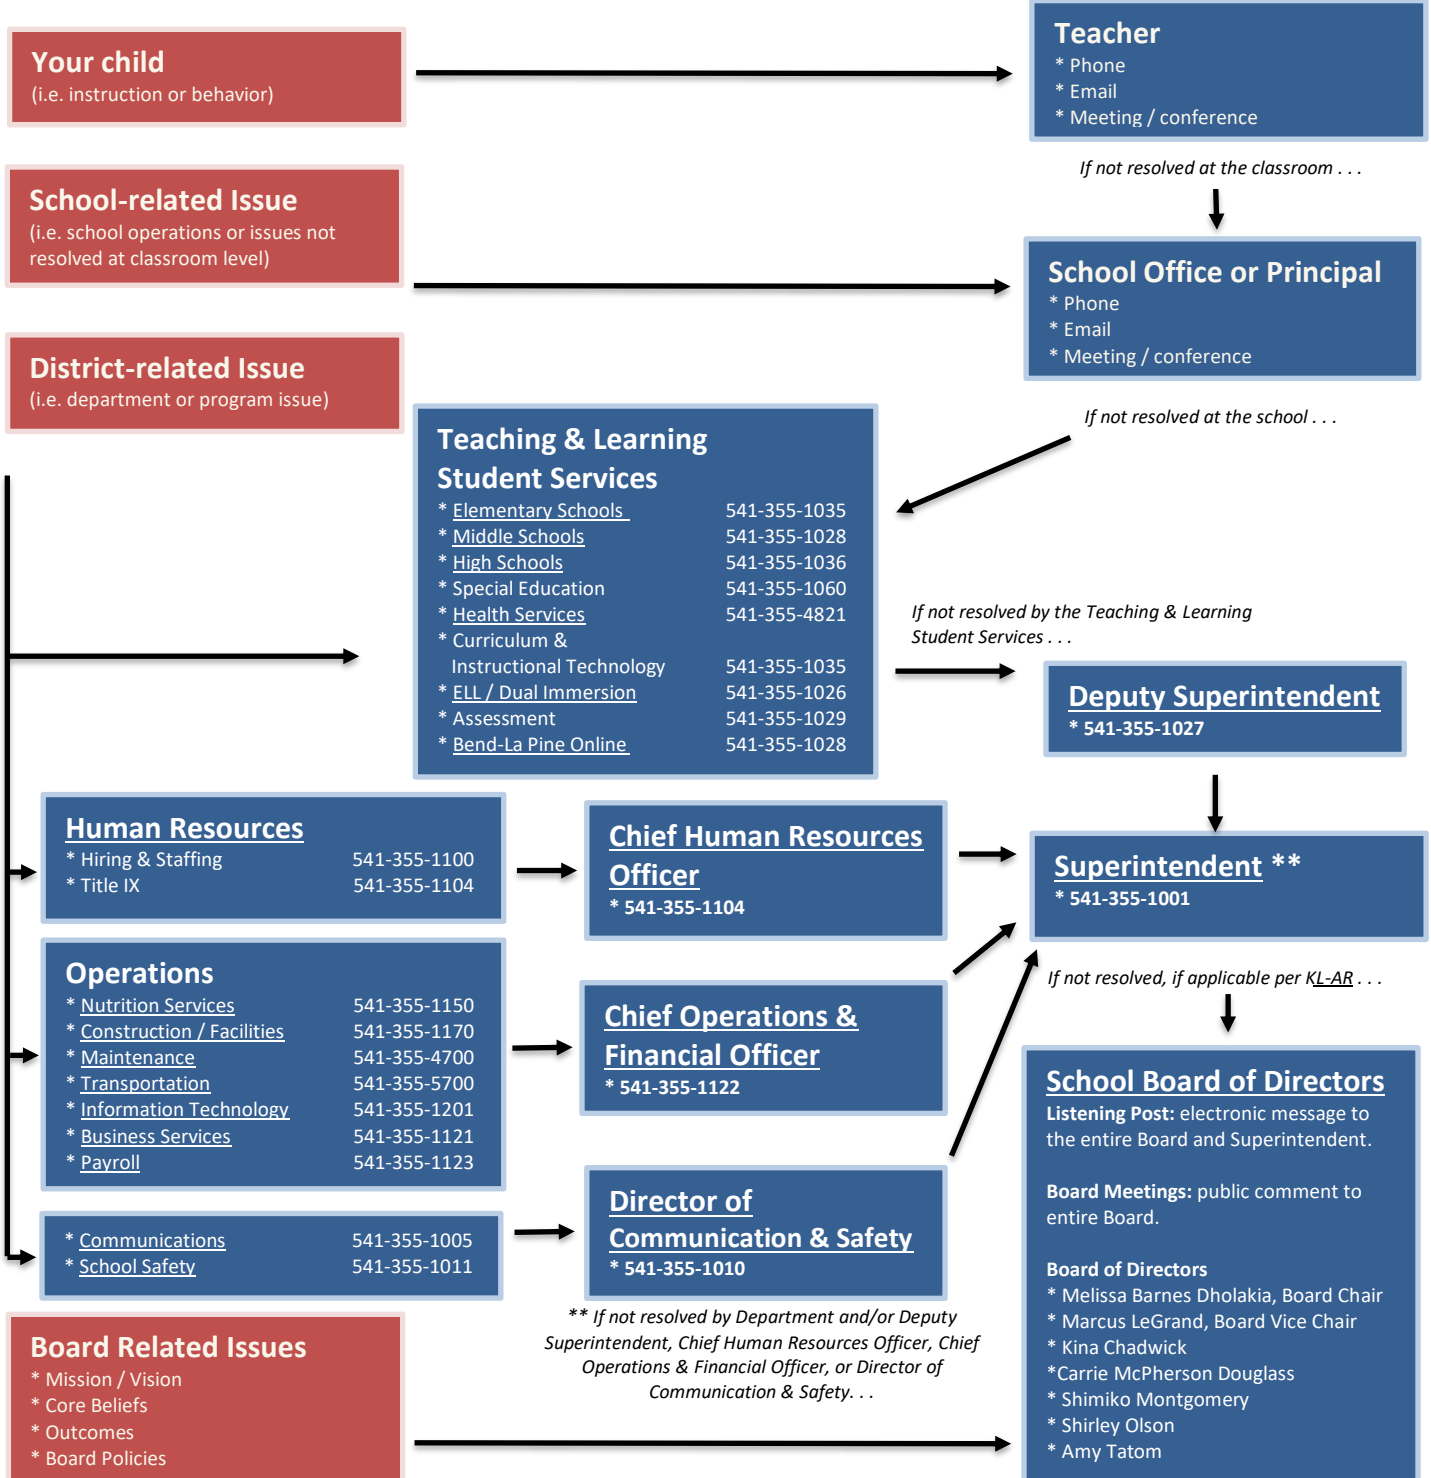 Your child
(i.e. instruction or behavior)
Teacher
* Phone
* Email
* Meeting / conference
If not resolved at the classroom . . .
School-related Issue
(i.e. school operations or issues not
resolved at classroom level)
School Office or Principal
* Phone
* Email
* Meeting / conference
If not resolved at the school . . .
District-related Issue
(i.e. department or program issue)
Teaching & Learning
Student Services
* Elementary Schools 541-355-1035
* Middle Schools 541-355-1028
* High Schools 541-355-1036
* Special Education 541-355-1060
* Health Services 541-355-4821
* Curriculum &
Instructional Technology 541-355-1035
* ELL / Dual Immersion 541-355-1026
* Assessment 541-355-1029
* Bend-La Pine Online 541-355-1028
If not resolved by the Teaching & Learning
Student Services . . .
Deputy Superintendent
* 541-355-1027
Human Resources
* Hiring & Staffing 541-355-1100
* Title IX 541-355-1104
Chief Human Resources
Officer
* 541-355-1104
Superintendent **
* 541-355-1001
If not resolved, if applicable per KL-AR . . .
Operations
* Nutrition Services 541-355-1150
* Construction / Facilities 541-355-1170
* Maintenance 541-355-4700
* Transportation 541-355-5700
* Information Technology 541-355-1201
* Business Services 541-355-1121
* Payroll 541-355-1123
Chief Operations &
Financial Officer
* 541-355-1122
* Communications 541-355-1005
* School Safety 541-355-1011
Director of
Communication & Safety
* 541-355-1010
** If not resolved by Department and/or Deputy
Superintendent, Chief Human Resources Officer, Chief
Operations & Financial Officer, or Director of
Communication & Safety. . .
School Board of Directors
Listening Post: electronic message to
the entire Board and Superintendent.
Board Meetings: public comment to
entire Board.
Board of Directors
* Melissa Barnes Dholakia, Board Chair
* Marcus LeGrand, Board Vice Chair
* Kina Chadwick
*Carrie McPherson Douglass
* Shimiko Montgomery
* Shirley Olson
* Amy Tatom
Board Related Issues
* Mission / Vision
* Core Beliefs
* Outcomes
* Board Policies